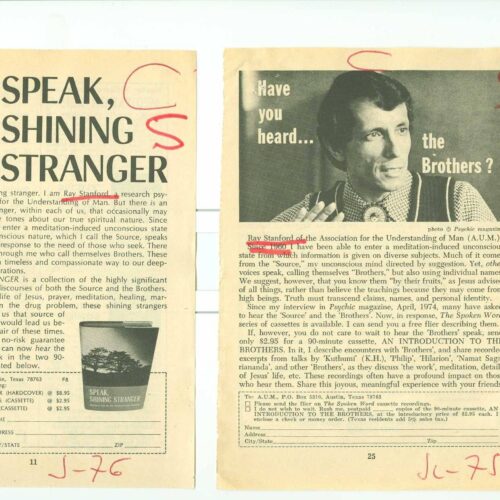 SPEAK,
SHINING
STRANGER
ing stranger. I am Ray Stanford, a research psy-
for the Understanding of Man. But there is an
nger, within each of us, that occasionally may
e tones about our true spiritual nature. Since
enter a meditation-induced unconscious state
onscious nature, which I call the Source, speaks
response to the need of those who seek. There
through me who call themselves Brothers. These
n timeless and compassionate way to our deep-
rations.
NGER is a collection of the highly significant
discourses of both the Source and the Brothers.
life of Jesus, prayer, meditation, healing, mar-
n the drug problem, these shining strangers
us that source of
would lead us be-
air of these times.
no-risk guarantee
can now hear the
k in the two 90-
sted below.
SPEAK,
SHINING STRANGER
tin, Texas 78763
R (HARDCOVER) @ $8.95
S (CASSETTE) @ $2.95
(CASSETTE) @ $2.95
STATE
ZIP
11
J-76
CS
Have
you
heard...
the
Brothers?
photo © Psychic magazine
Ray Stanford of the Association for the Understanding of Man (A.U.M.)
Since 1960 I have been able to enter a meditation-induced unconscious
state from which information is given on diverse subjects. Much of it comes
from the "Source," my unconscious mind directed by suggestion. Yet, other
voices speak, calling themselves "Brothers," but also using individual names.
We suggest, however, that you know them "by their fruits," as Jesus advised
of all things, rather than believe the teachings because they may come from
high beings. Truth must transcend claims, names, and personal identity.
Since my interview in Psychic magazine, April, 1974, many have asked
to hear the 'Source' and the 'Brothers'. Now, in response, The Spoken Word
series of cassettes is available. I can send you a free flier describing them.
If, however, you do not care to wait to hear the Brothers' speak, send
only $2.95 for a 90-minute cassette, AN INTRODUCTION TO THE
BROTHERS. In it, I describe encounters with 'Brothers', and share recorded
excerpts from talks by 'Kuthumi' (K.H.), 'Philip', 'Hilarion', 'Namat Sag-
riananda', and other 'Brothers', as they discuss 'the work', meditation, details
of Jesus' life, etc. These recordings often have a profound impact on those
who hear them. Share this joyous, meaningful experience with your friends.
To: A.U.M., P.O. Box 5310, Austin, Texas 78763
Please send the flier on The Spoken Word cassette recordings.
I do not wish to wait. Rush me, postpaid copies of the 90-minute cassette, AN
INTRODUCTION TO THE BROTHERS, at the introductory price of $2.95 each. I
enclose a check or money order. (Texas residents add 5% sales tax.)
Name
Address
City/State
Zip
25